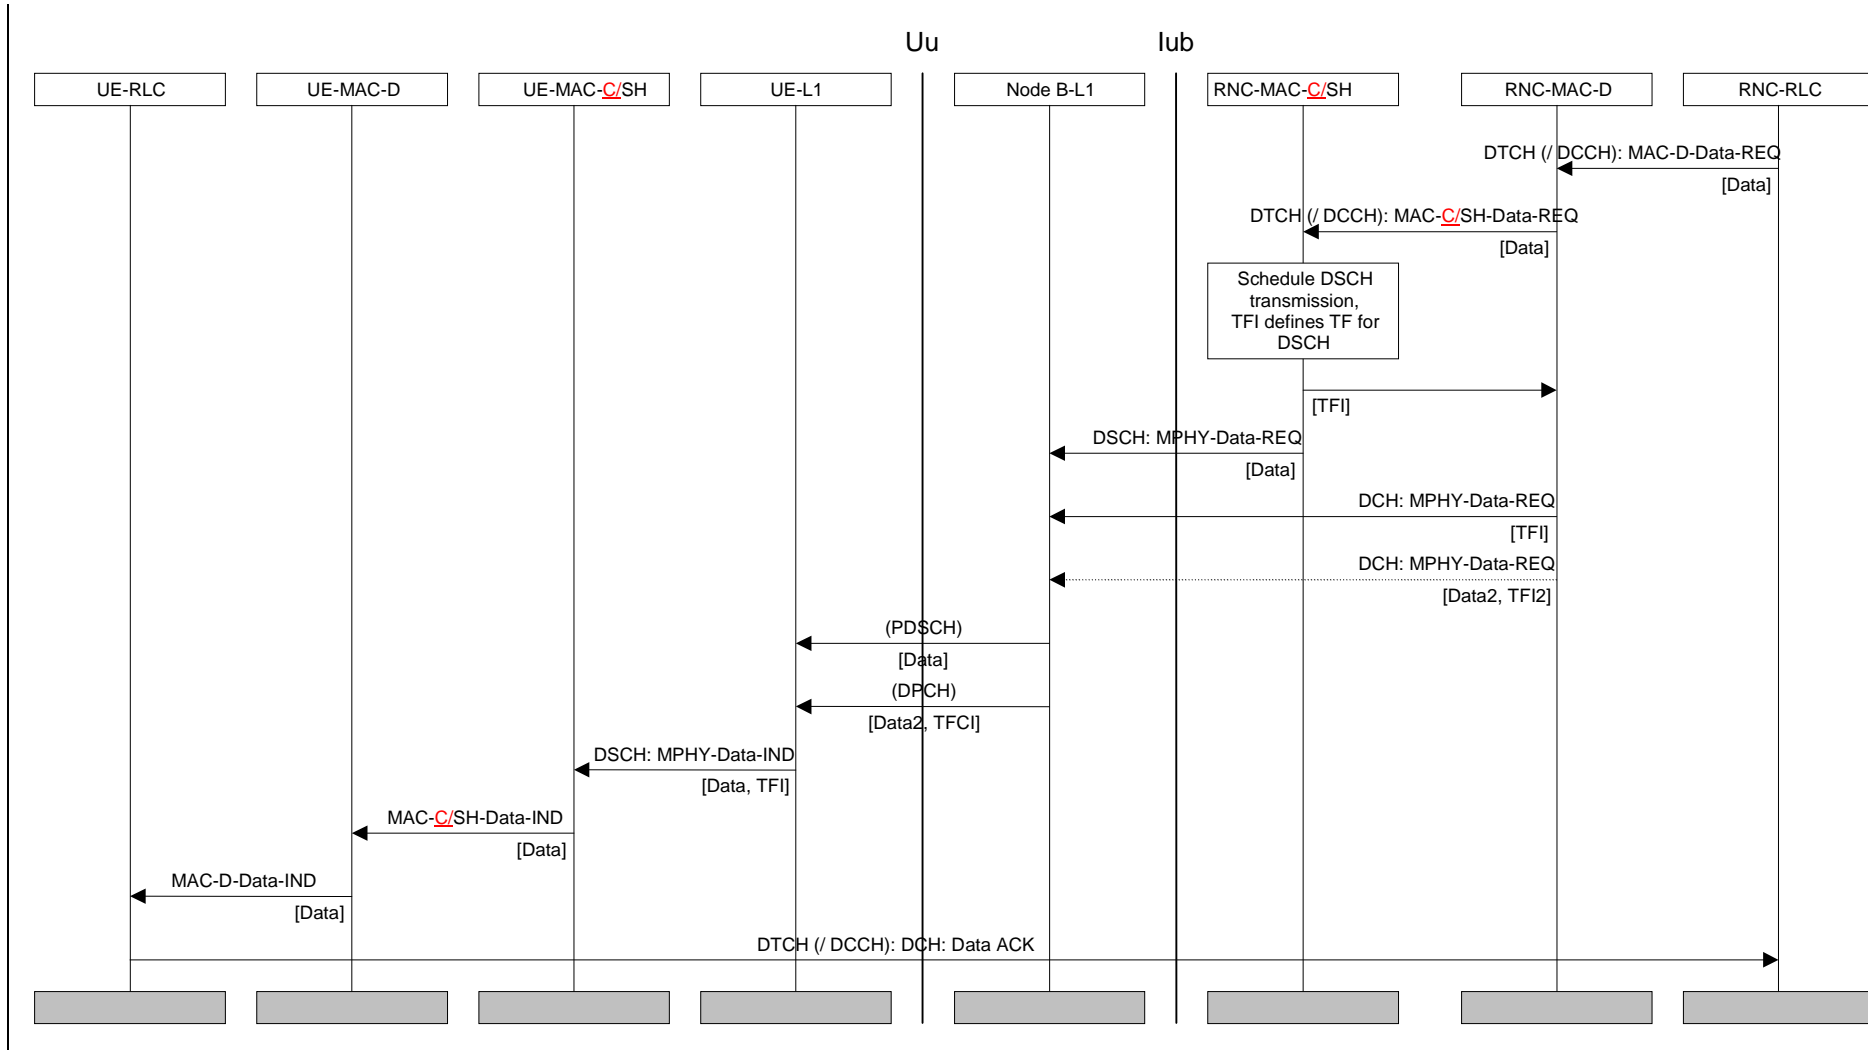 Uu
Iub
UE-RLC
UE-MAC-D
UE-MAC-C/SH
UE-L1
Node B-L1
RNC-MAC-C/SH
RNC-MAC-D
RNC-RLC
DTCH (/ DCCH): MAC-D-Data-REQ
[Data]
DTCH (/ DCCH): MAC-C/SH-Data-REQ
[Data]
Schedule DSCH
transmission,
TFI defines TF for
DSCH
[TFI]
DSCH: MPHY-Data-REQ
[Data]
DCH: MPHY-Data-REQ
[TFI]
DCH: MPHY-Data-REQ
[Data2, TFI2]
(PDSCH)
[Data]
(DPCH)
[Data2, TFCI]
DSCH: MPHY-Data-IND
[Data, TFI]
MAC-C/SH-Data-IND
[Data]
MAC-D-Data-IND
[Data]
DTCH (/ DCCH): DCH: Data ACK